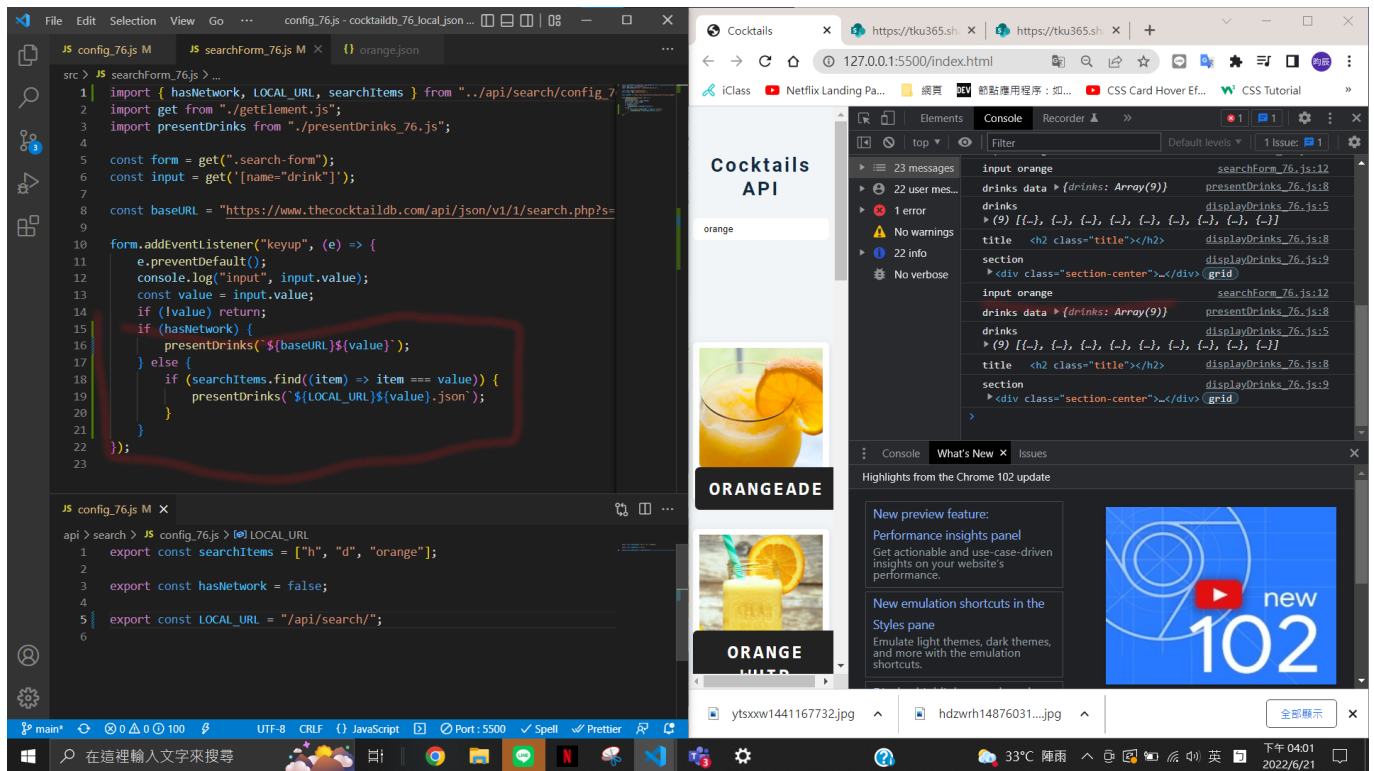 File Edit Selection View Go ··· config_76.js - cocktaildb_76_local_json ...
JS config_76.js M
JS searchForm_76.js M
{} orange.json
src > JS searchForm_76.js > ...
1 import { hasNetwork, LOCAL_URL, searchItems } from "../api/search/config_7
2 import get from "./getElement.js";
3 import presentDrinks from "./presentDrinks_76.js";
4
5 const form = get(".search-form");
6 const input = get('[name="drink"]');
7
8 const baseURL = "https://www.thecocktaildb.com/api/json/v1/1/search.php?s=
9
10 form.addEventListener("keyup", (e) => {
11 e.preventDefault();
12 console.log("input", input.value);
13 const value = input.value;
14 if (!value) return;
15 if (hasNetwork) {
16 presentDrinks(`${baseURL}${value}`);
17 } else {
18 if (searchItems.find((item) => item === value)) {
19 presentDrinks(`${LOCAL_URL}${value}.json`);
20 }
21 }
22 });
23
JS config_76.js M
api > search > JS config_76.js > LOCAL_URL
1 export const searchItems = ["h", "d", "orange"];
2
3 export const hasNetwork = false;
4
5 export const LOCAL_URL = "/api/search/";
6
3
main* 0 0 100 UTF-8 CRLF {} JavaScript Port : 5500 Spell Prettier
Cocktails
https://tku365.sh
https://tku365.sh
127.0.0.1:5500/index.html
昀辰
iClass
Netflix Landing Pa...
網頁
DEV 節點應用程序：如...
CSS Card Hover Ef...
CSS Tutorial
»
Cocktails
API
orange
ORANGEADE
ORANGE
WHIP
Elements Console Recorder » 1 1
top ▼ Filter Default levels ▼ 1 Issue: 1
23 messages
22 user mes...
1 error
No warnings
22 info
No verbose
input orange searchForm_76.js:12
drinks data {drinks: Array(9)} presentDrinks_76.js:8
drinks displayDrinks_76.js:5
(9) [{…}, {…}, {…}, {…}, {…}, {…}, {…}, {…}, {…}]
title <h2 class="title"></h2> displayDrinks_76.js:8
section displayDrinks_76.js:9
<div class="section-center">…</div> grid
input orange searchForm_76.js:12
drinks data {drinks: Array(9)} presentDrinks_76.js:8
drinks displayDrinks_76.js:5
(9) [{…}, {…}, {…}, {…}, {…}, {…}, {…}, {…}, {…}]
title <h2 class="title"></h2> displayDrinks_76.js:8
section displayDrinks_76.js:9
<div class="section-center">…</div> grid
>
Console What's New Issues
Highlights from the Chrome 102 update
New preview feature:
Performance insights panel
Get actionable and use-case-driven
insights on your website's
performance.
New emulation shortcuts in the
Styles pane
Emulate light themes, dark themes,
and more with the emulation
shortcuts.
new
102
ytsxxw1441167732.jpg
hdzwrh14876031....jpg
全部顯示
在這裡輸入文字來搜尋
LINE
N
3
33°C 陣雨
英
下午 04:01
2022/6/21